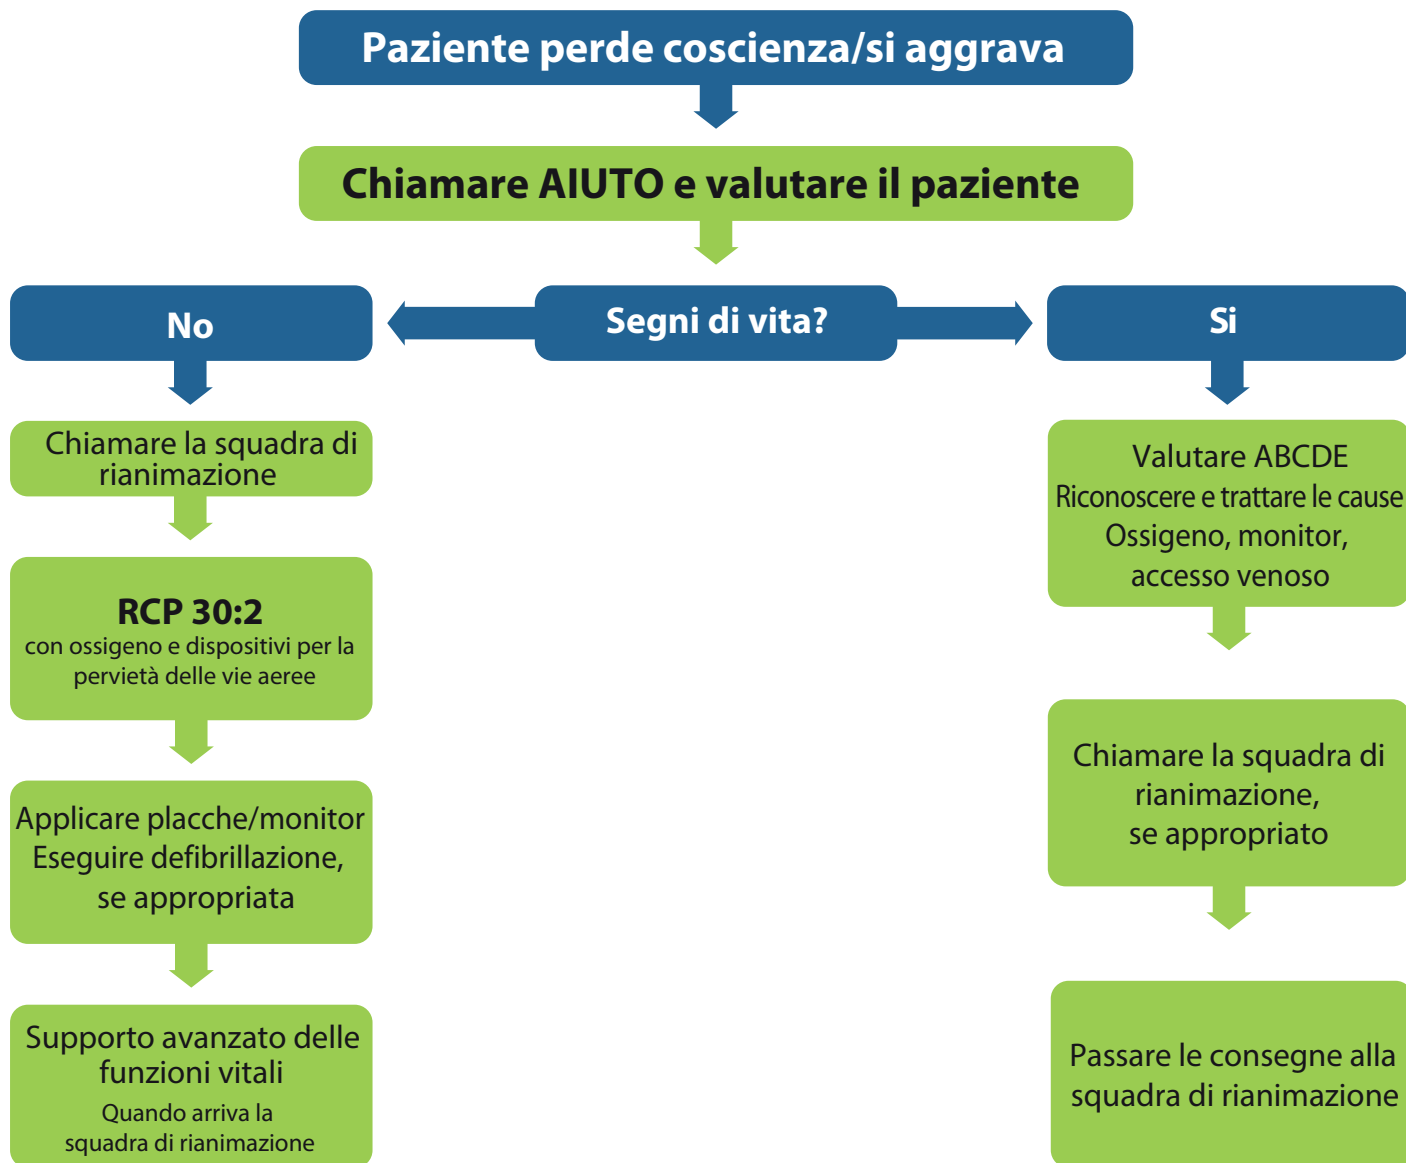 Paziente perde coscienza/si aggrava
Chiamare AIUTO e valutare il paziente
No
Segni di vita?
Si
Chiamare la squadra di
rianimazione
RCP 30:2
con ossigeno e dispositivi per la
pervietà delle vie aeree
Applicare placche/monitor
Eseguire defibrillazione,
se appropriata
Supporto avanzato delle
funzioni vitali
Quando arriva la
squadra di rianimazione
Valutare ABCDE
Riconoscere e trattare le cause
Ossigeno, monitor,
accesso venoso
Chiamare la squadra di
rianimazione,
se appropriato
Passare le consegne alla
squadra di rianimazione